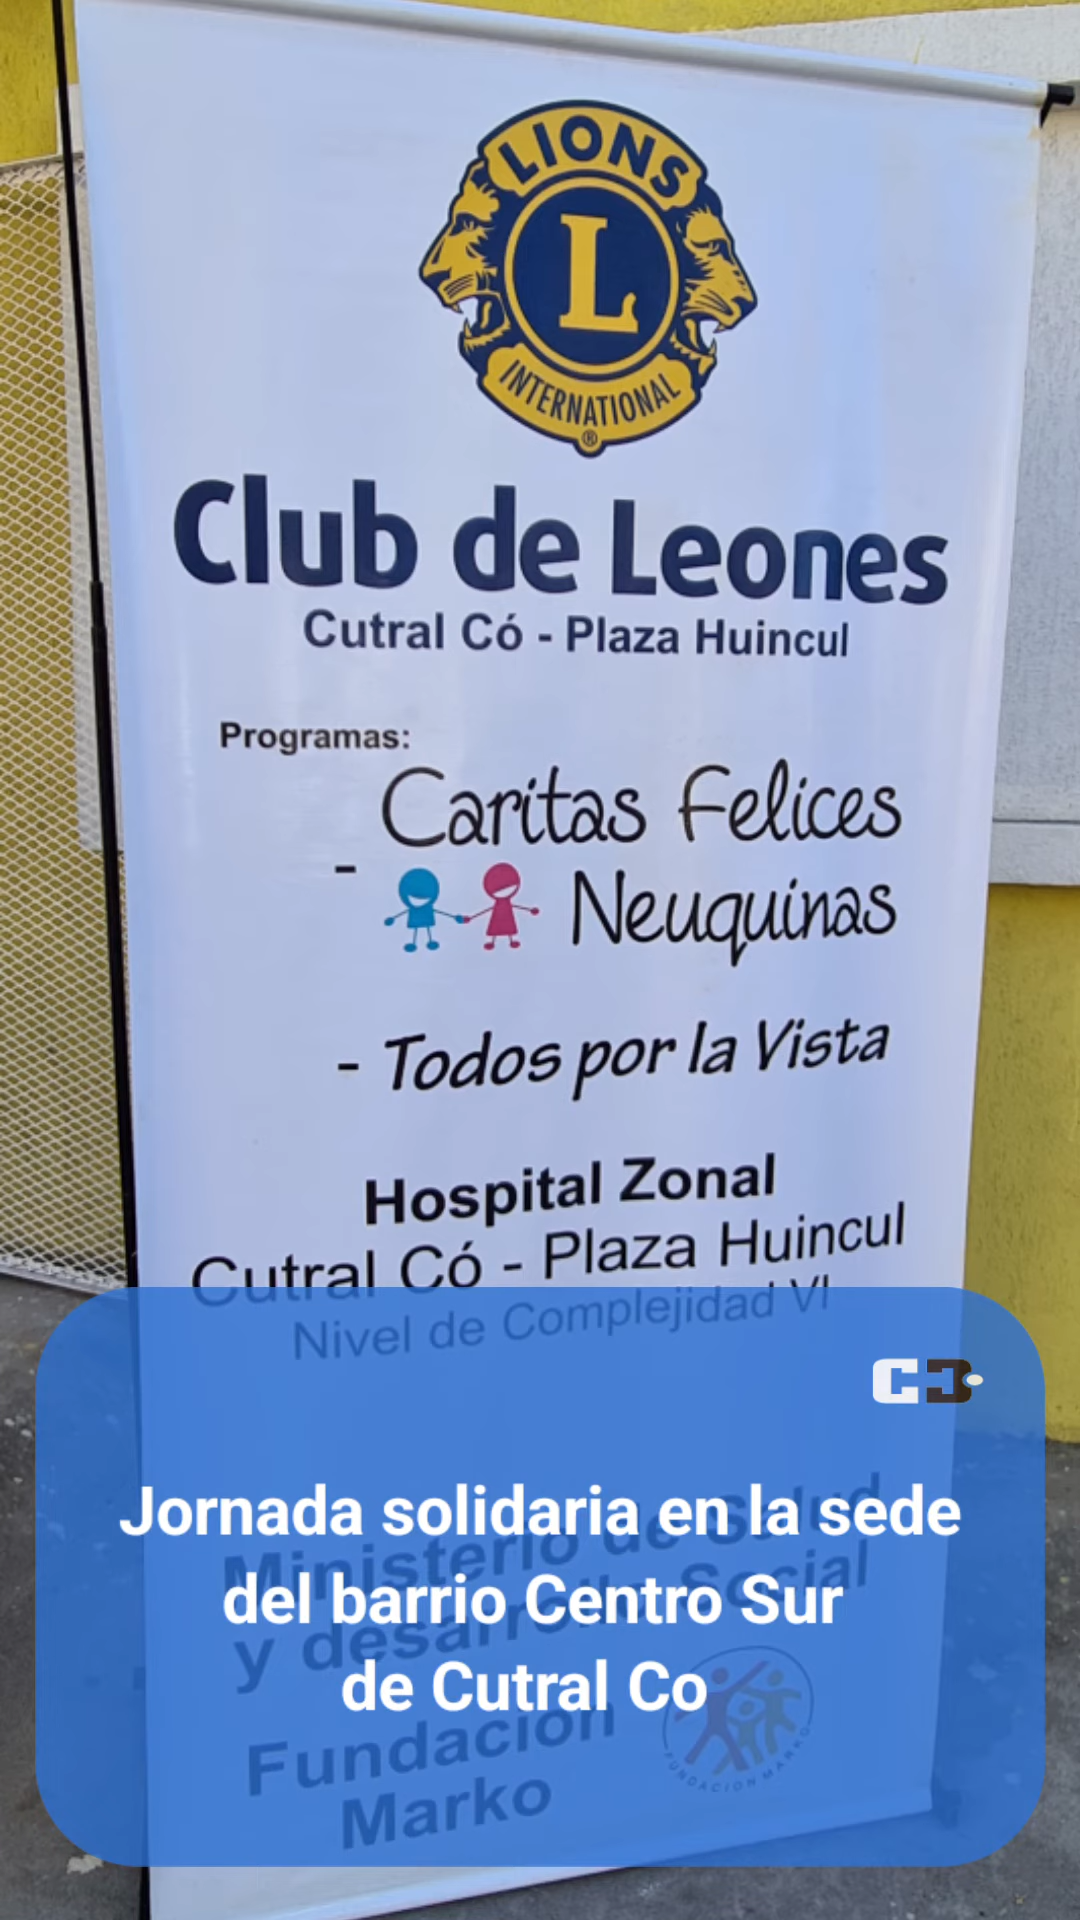 LIONS
L
INTERNATIONAL
®
Club de Leones
Cutral Có - Plaza Huincul
Programas:
- Caritas Felices
Neuquinas
- Todos por la Vista
Hospital Zonal
Cutral Có - Plaza Huincul
Nivel de Complejidad VI
Jornada solidaria en la sede
del barrio Centro Sur
de Cutral Co
Ministerio de Salud
y desarrollo Social
Fundación
Marko
FUNDACION MARKO